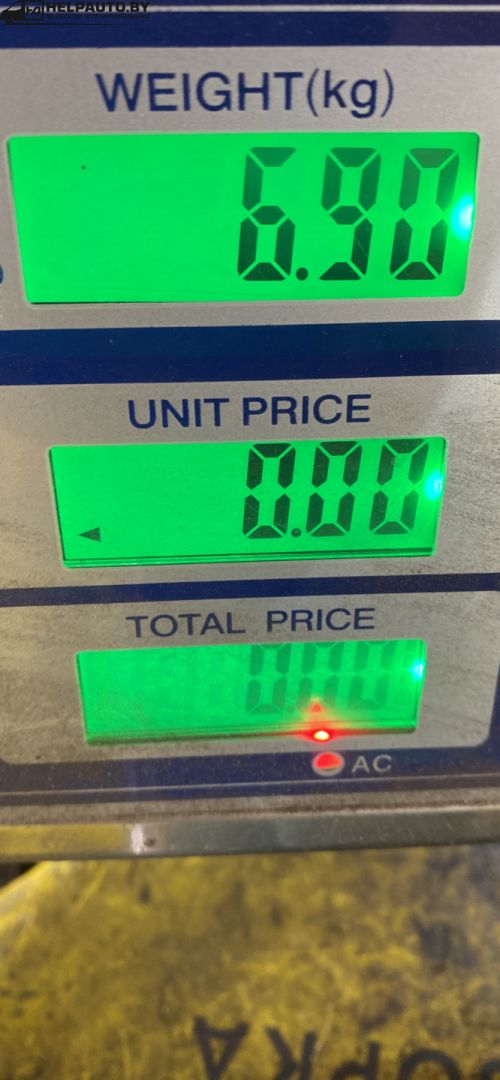 HELPAUTO.BY
WEIGHT(kg)
6.90
UNIT PRICE
0.00
TOTAL PRICE
0.00
AC